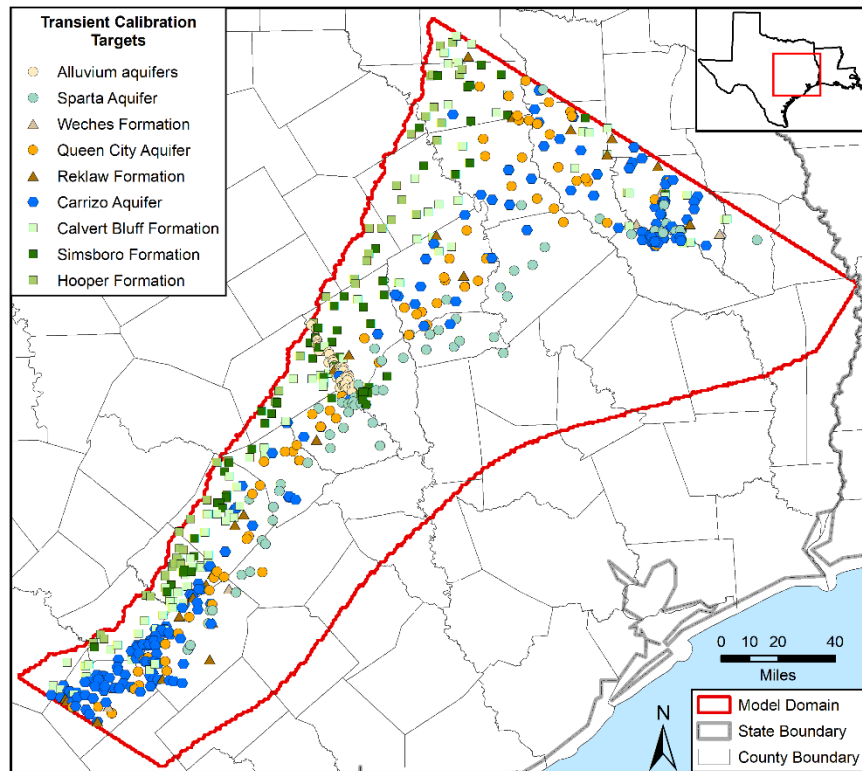 Transient Calibration
Targets
Alluvium aquifers
Sparta Aquifer
Weches Formation
Queen City Aquifer
Reklaw Formation
Carrizo Aquifer
Calvert Bluff Formation
Simsboro Formation
Hooper Formation
0 20 40
Miles
N
Model Domain
State Boundary
County Boundary